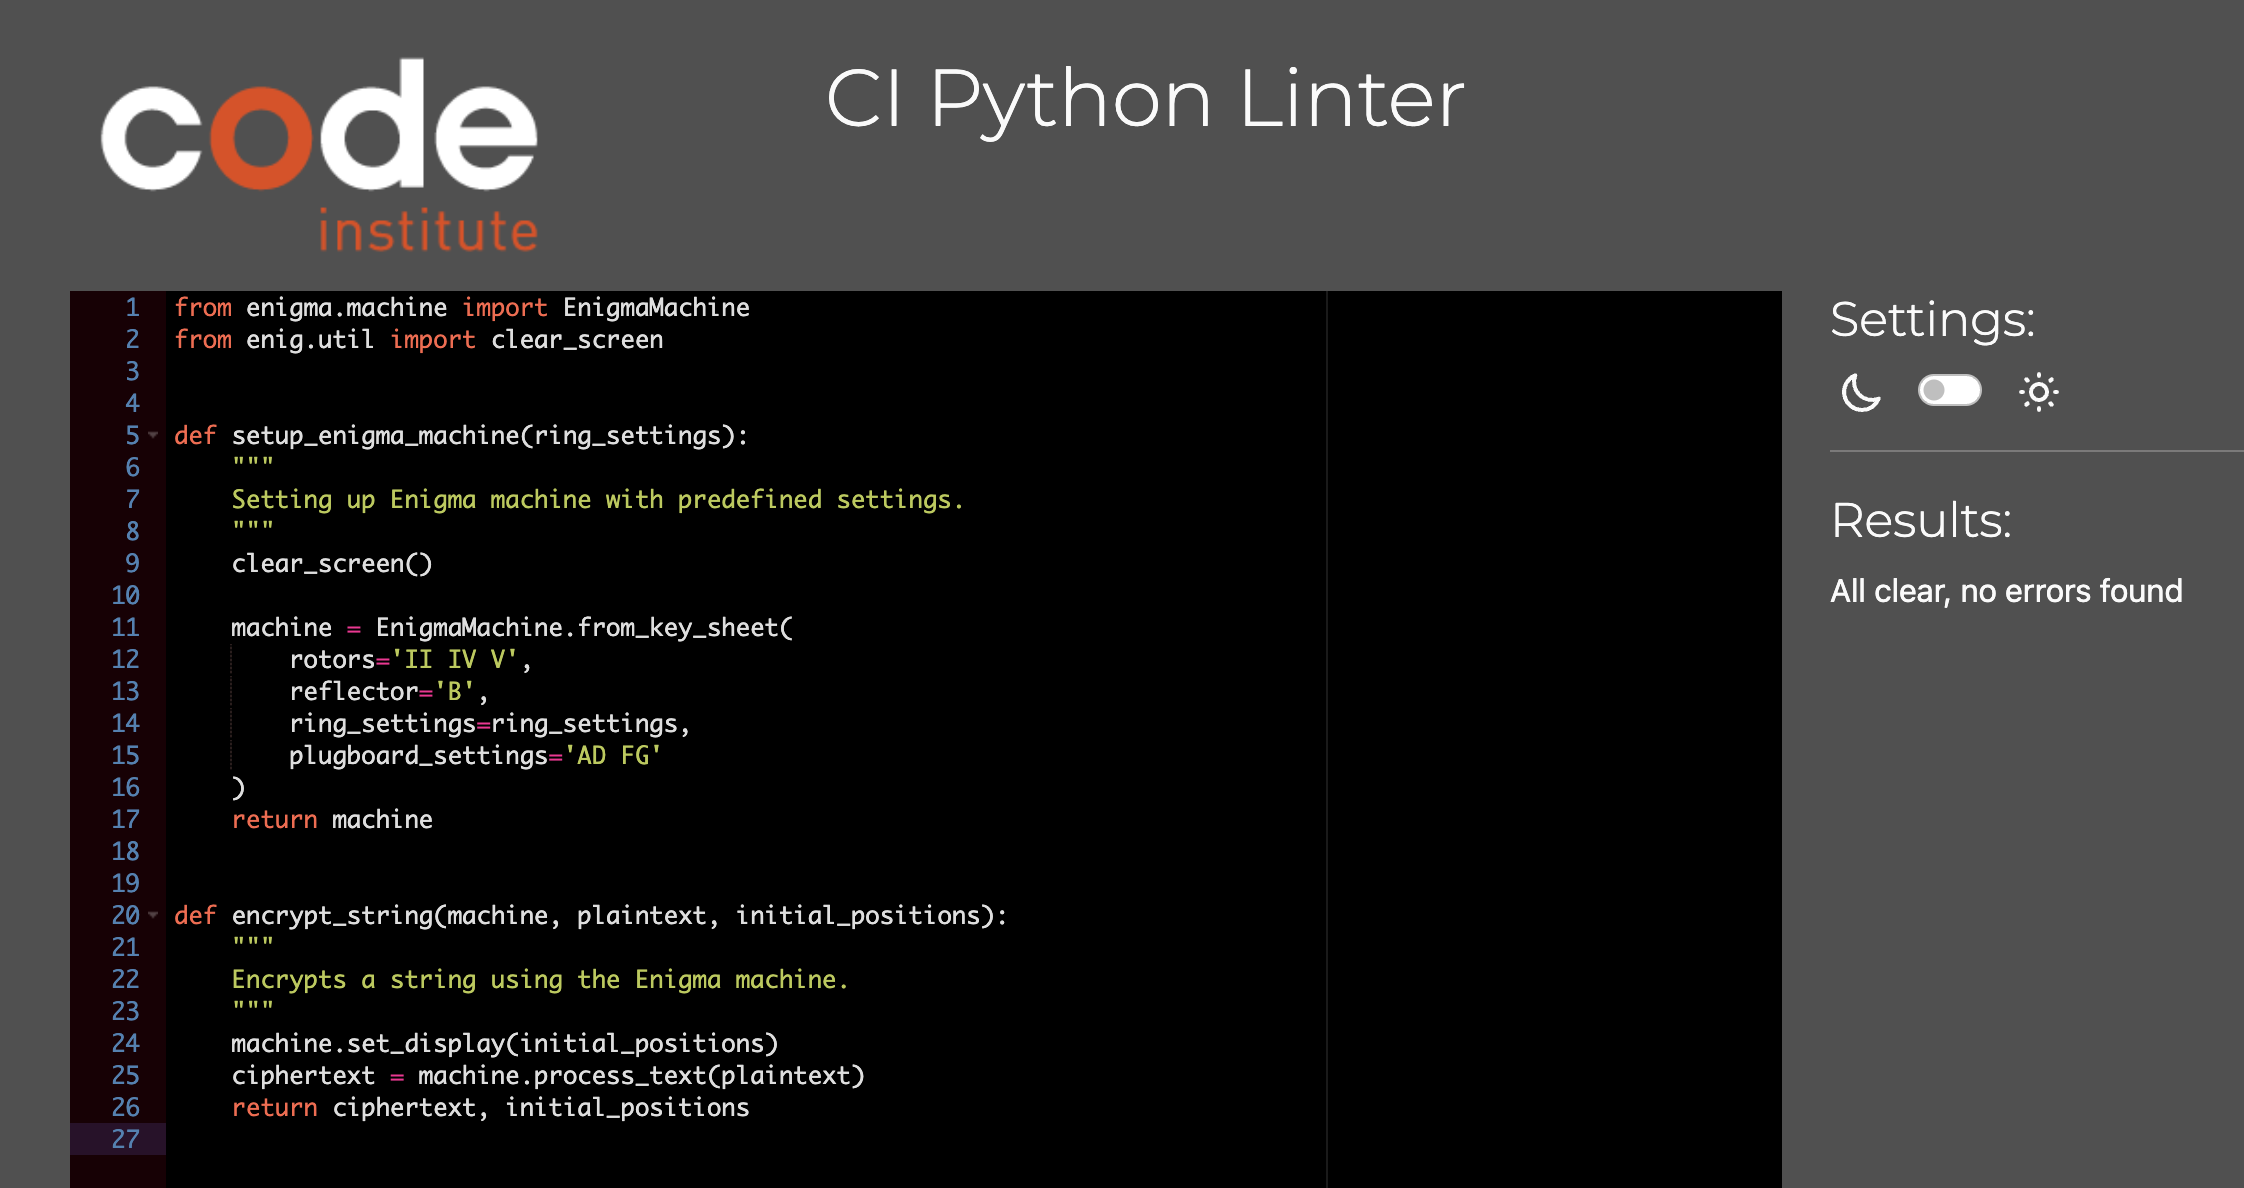 code
institute
CI Python Linter
1 from enigma.machine import EnigmaMachine
2 from enig.util import clear_screen
3
4
5 def setup_enigma_machine(ring_settings):
6     """
7     Setting up Enigma machine with predefined settings.
8     """
9     clear_screen()
10
11     machine = EnigmaMachine.from_key_sheet(
12         rotors='II IV V',
13         reflector='B',
14         ring_settings=ring_settings,
15         plugboard_settings='AD FG'
16     )
17     return machine
18
19
20 def encrypt_string(machine, plaintext, initial_positions):
21     """
22     Encrypts a string using the Enigma machine.
23     """
24     machine.set_display(initial_positions)
25     ciphertext = machine.process_text(plaintext)
26     return ciphertext, initial_positions
27
Settings:
Results:
All clear, no errors found